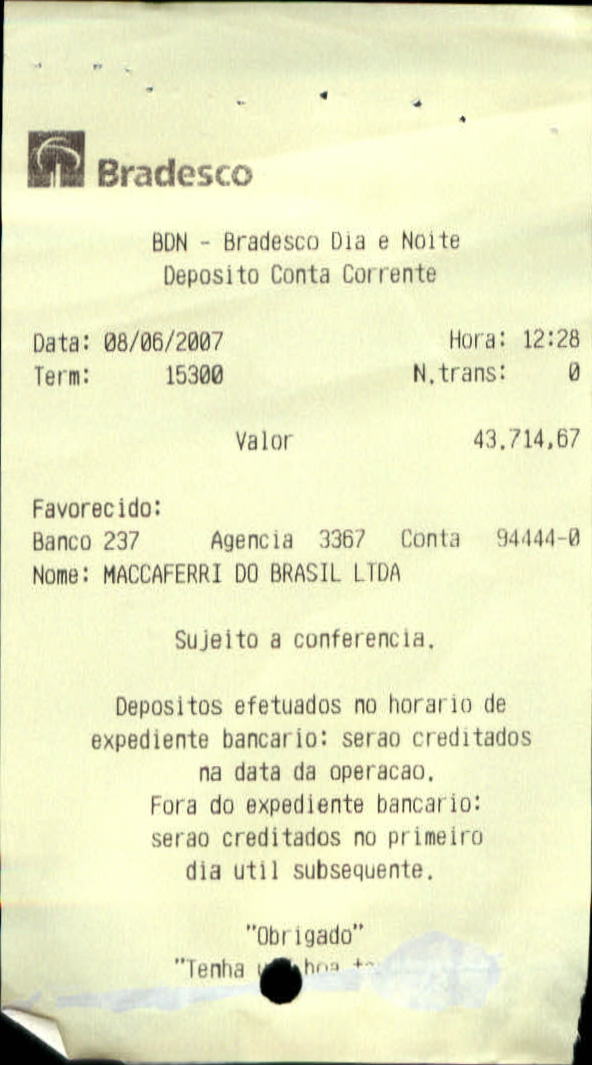 Bradesco
BDN - Bradesco Dia e Noite
Deposito Conta Corrente
Data: 08/06/2007 Hora: 12:28
Term: 15300 N.trans: 0
Valor 43.714,67
Favorecido:
Banco 237 Agencia 3367 Conta 94444-0
Nome: MACCAFERRI DO BRASIL LTDA
Sujeito a conferencia.
Depositos efetuados no horario de
expediente bancario: serao creditados
na data da operacao.
Fora do expediente bancario:
serao creditados no primeiro
dia util subsequente.
"Obrigado"
"Tenha boa